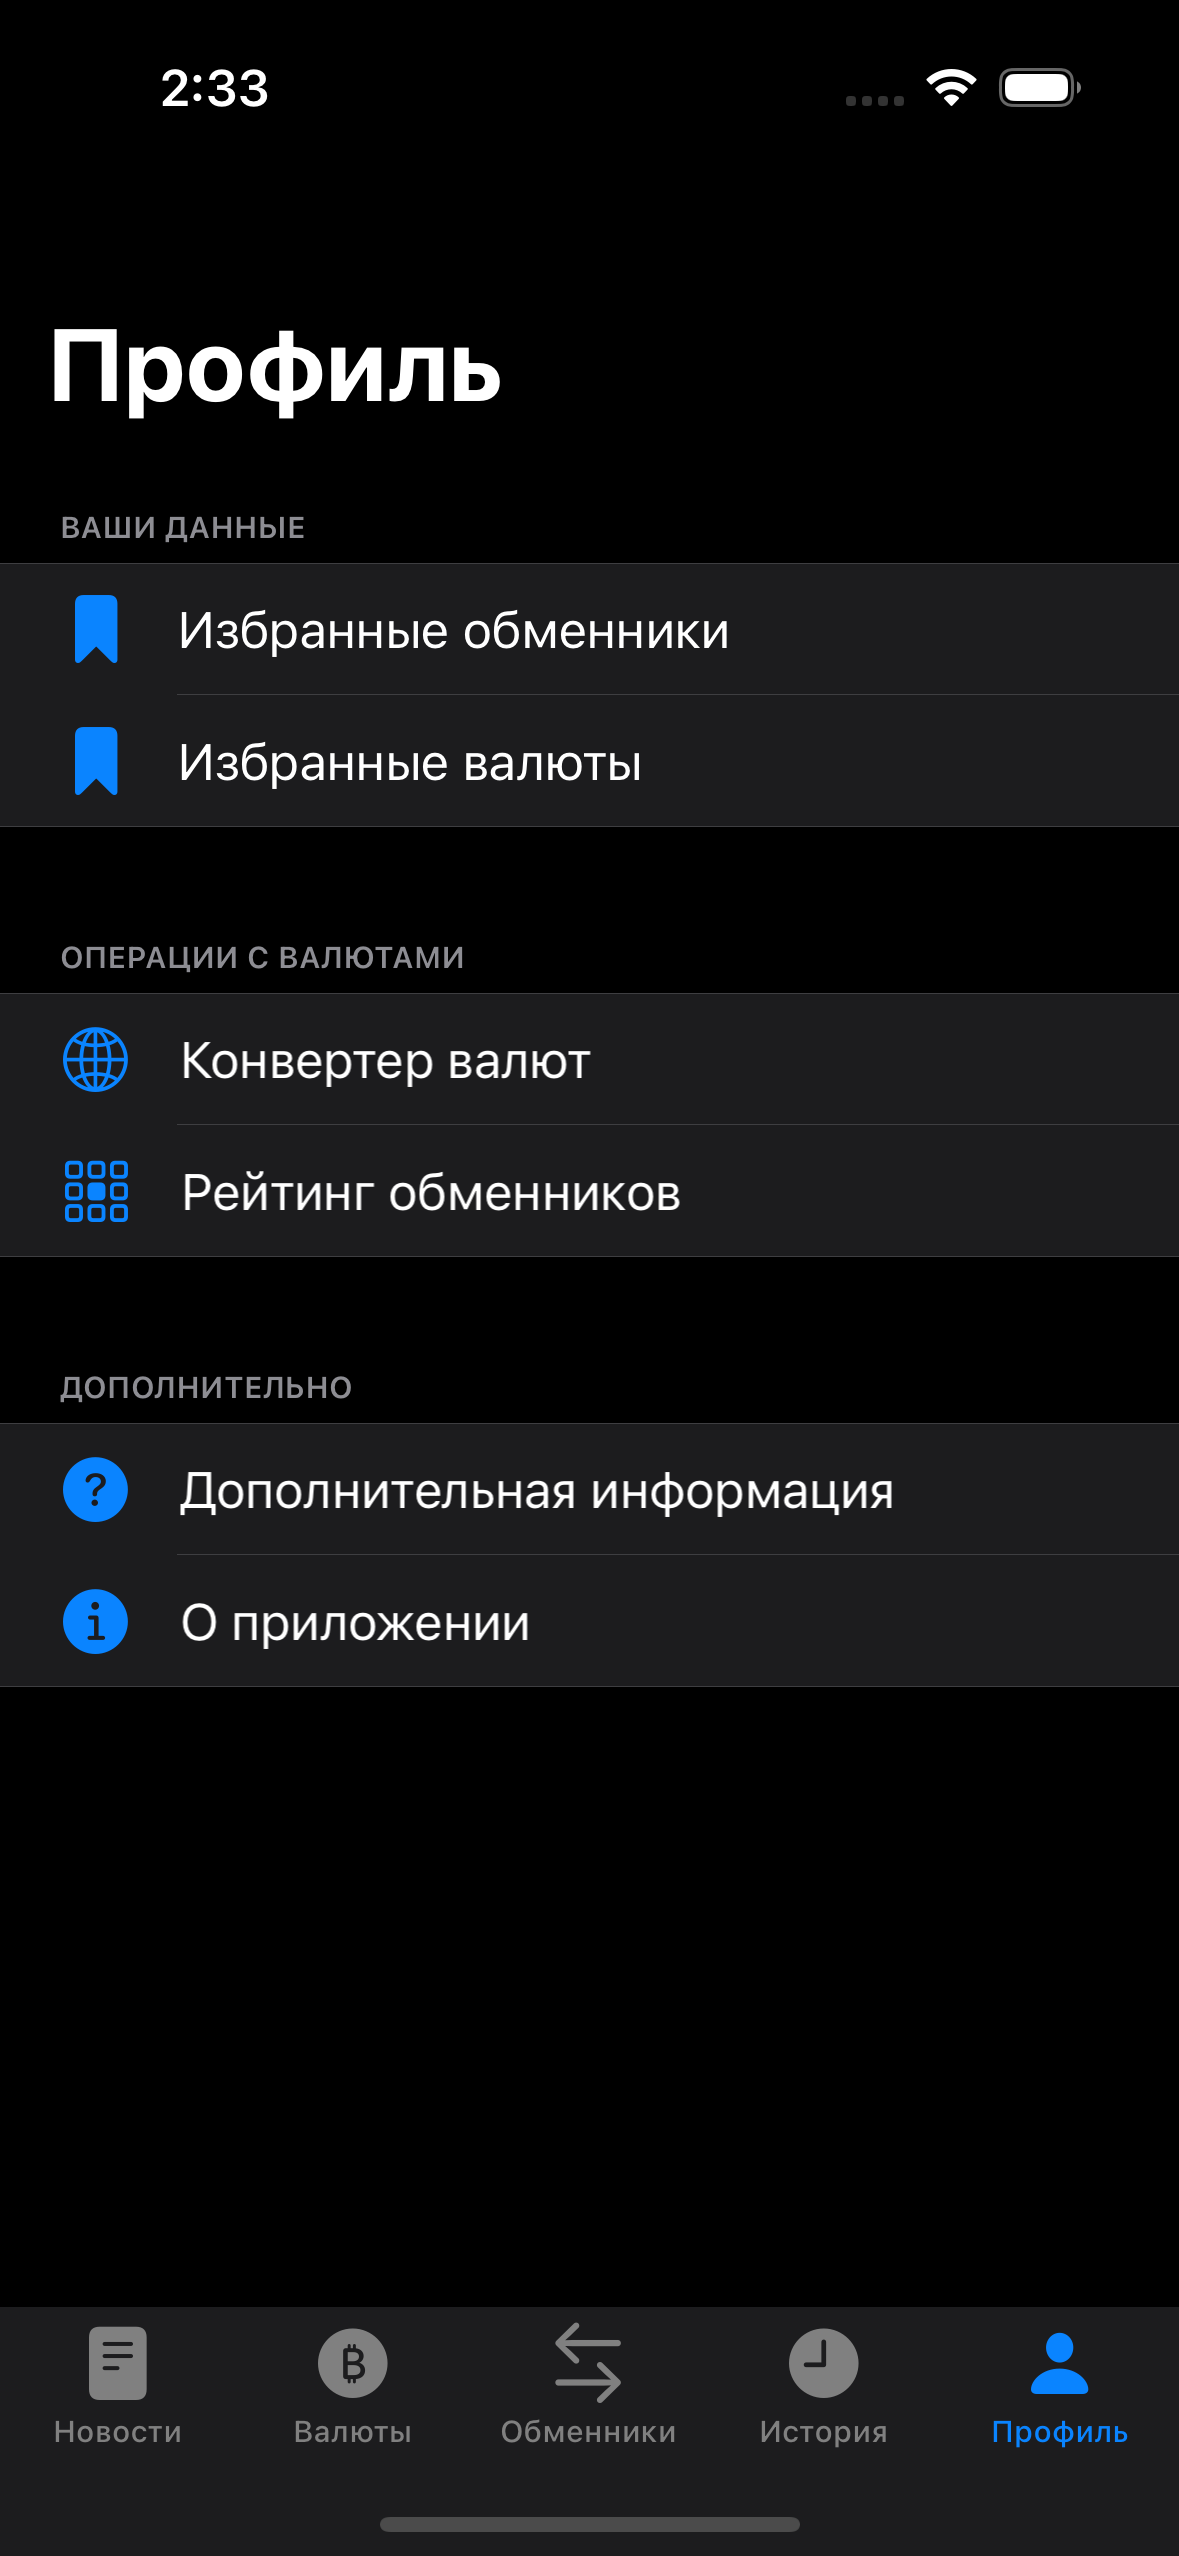 2:33
Профиль
ВАШИ ДАННЫЕ
Избранные обменники
Избранные валюты
ОПЕРАЦИИ С ВАЛЮТАМИ
Конвертер валют
Рейтинг обменников
ДОПОЛНИТЕЛЬНО
Дополнительная информация
О приложении
Новости Валюты Обменники История Профиль